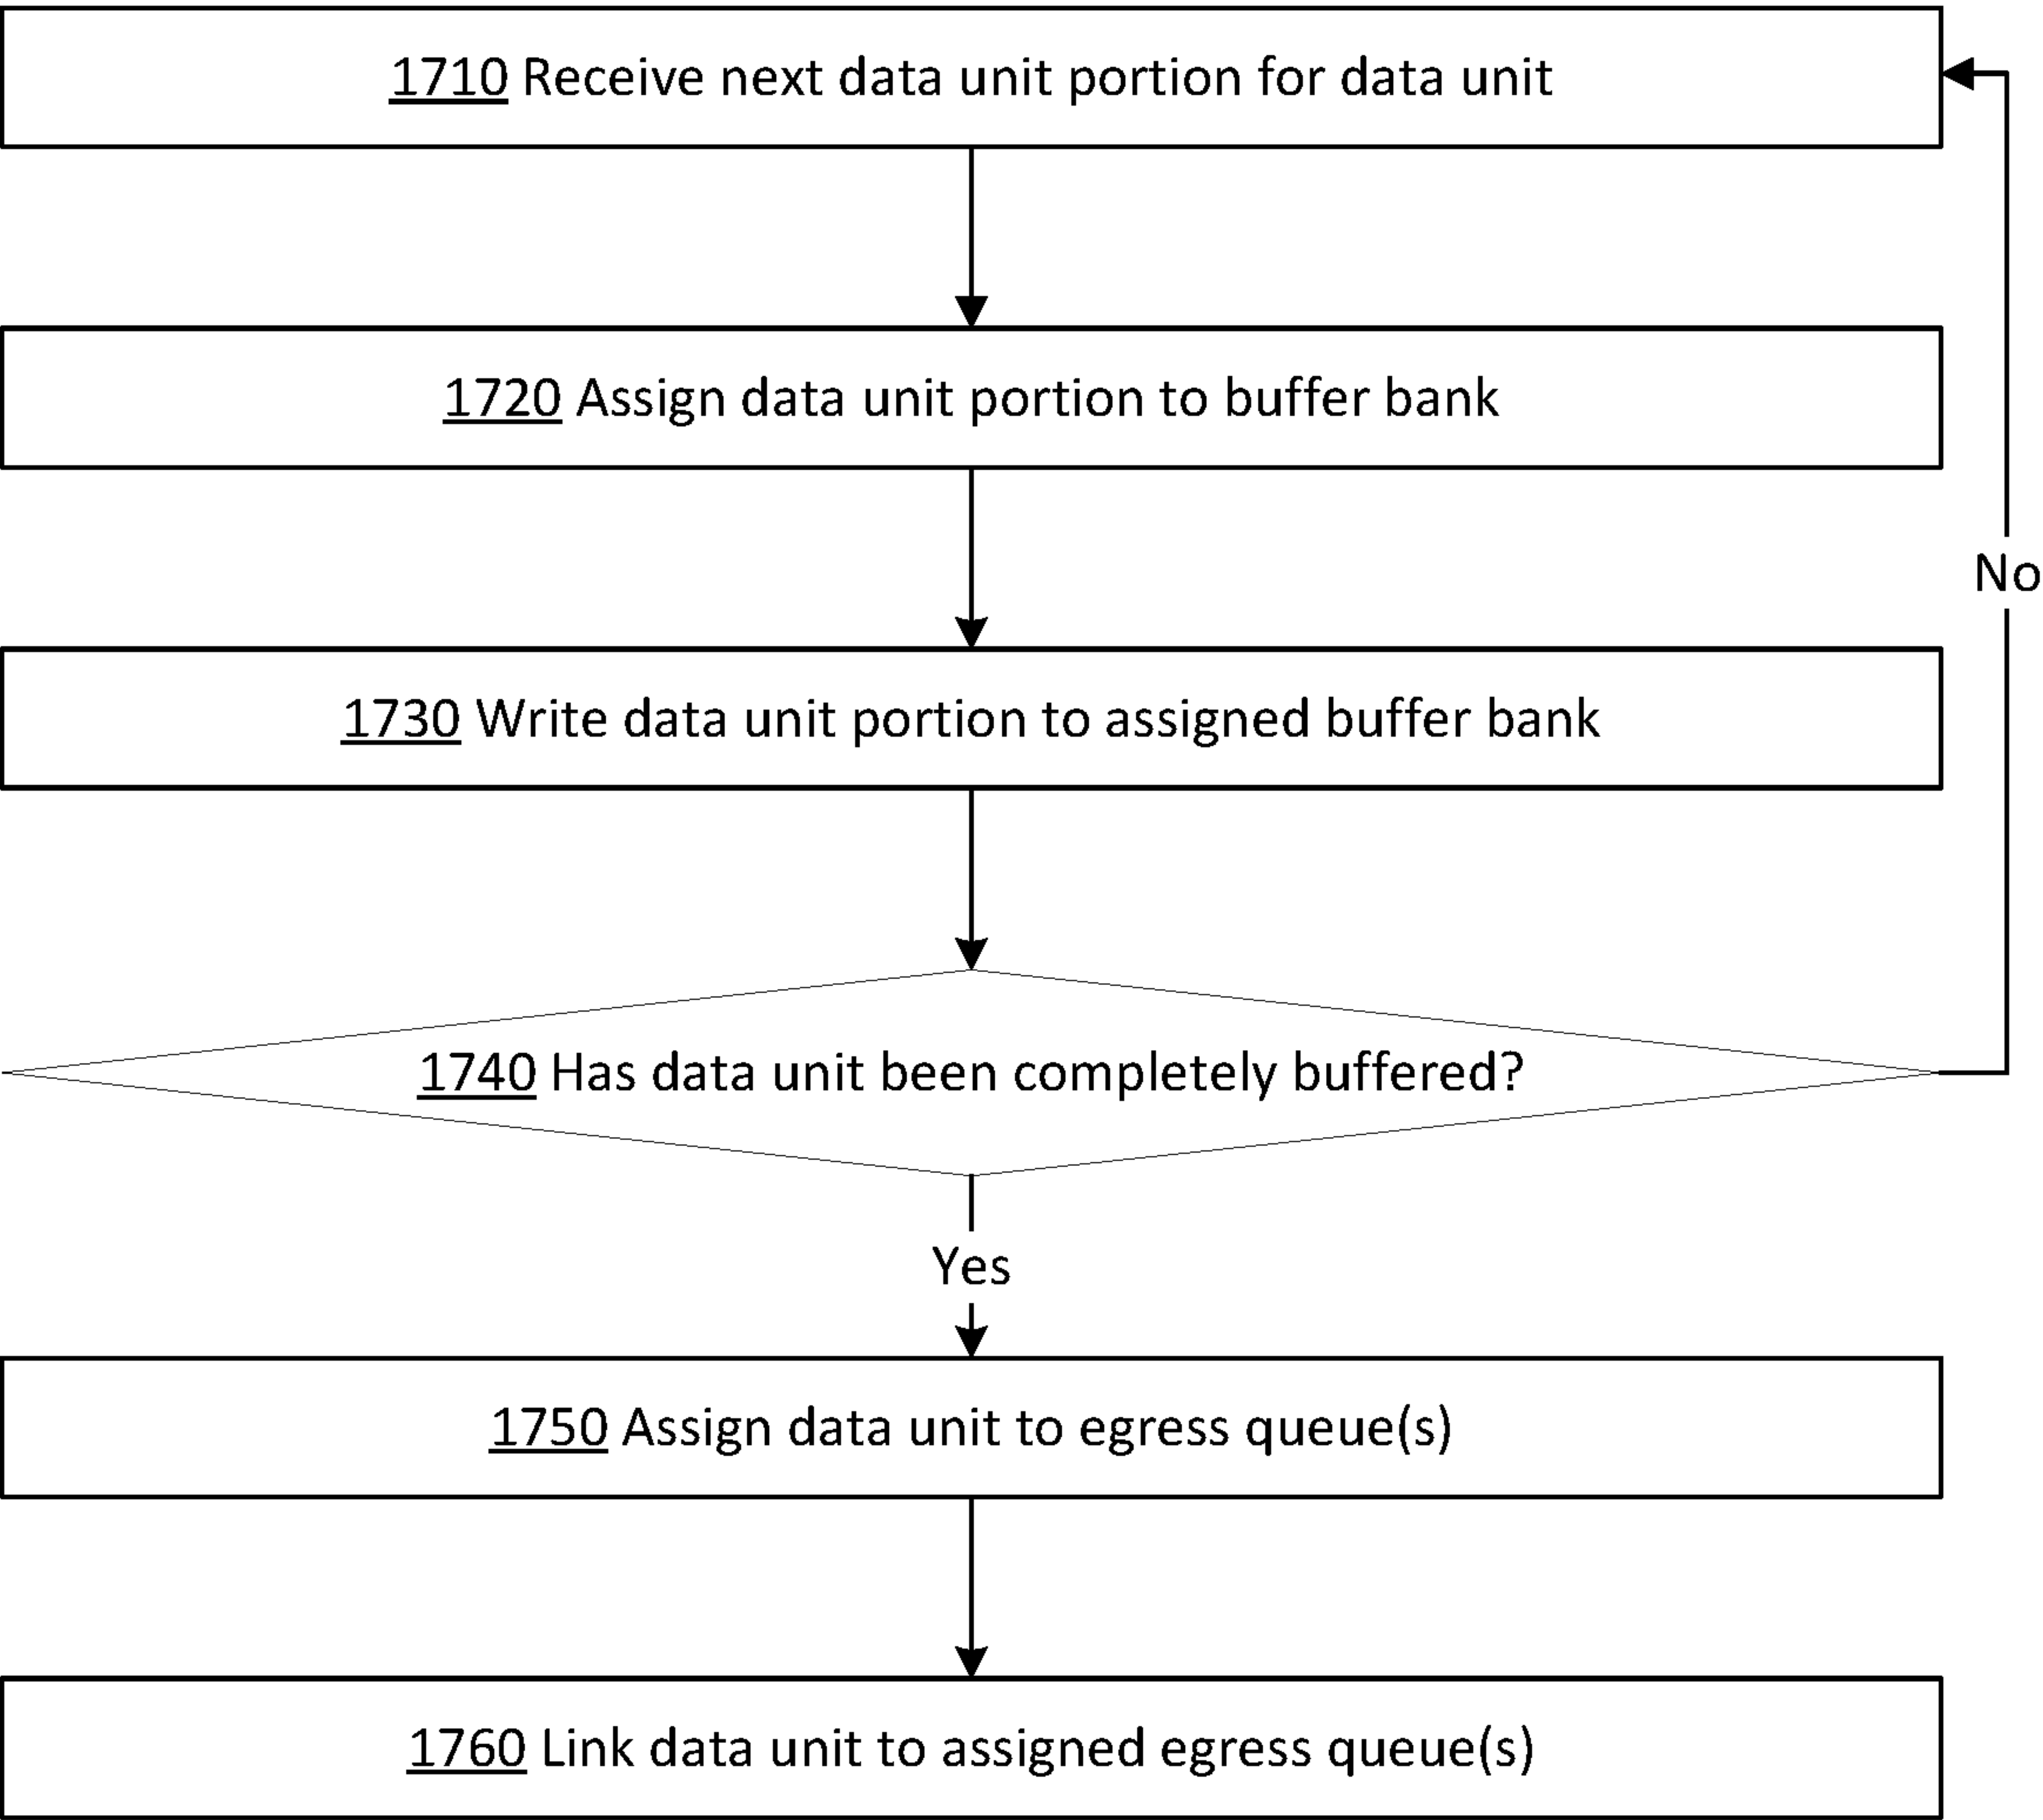 1710 Receive next data unit portion for data unit
1720 Assign data unit portion to buffer bank
No
1730 Write data unit portion to assigned buffer bank
1740 Has data unit been completely buffered?
Yes
1750 Assign data unit to egress queue(s)
1760 Link data unit to assigned egress queue(s)